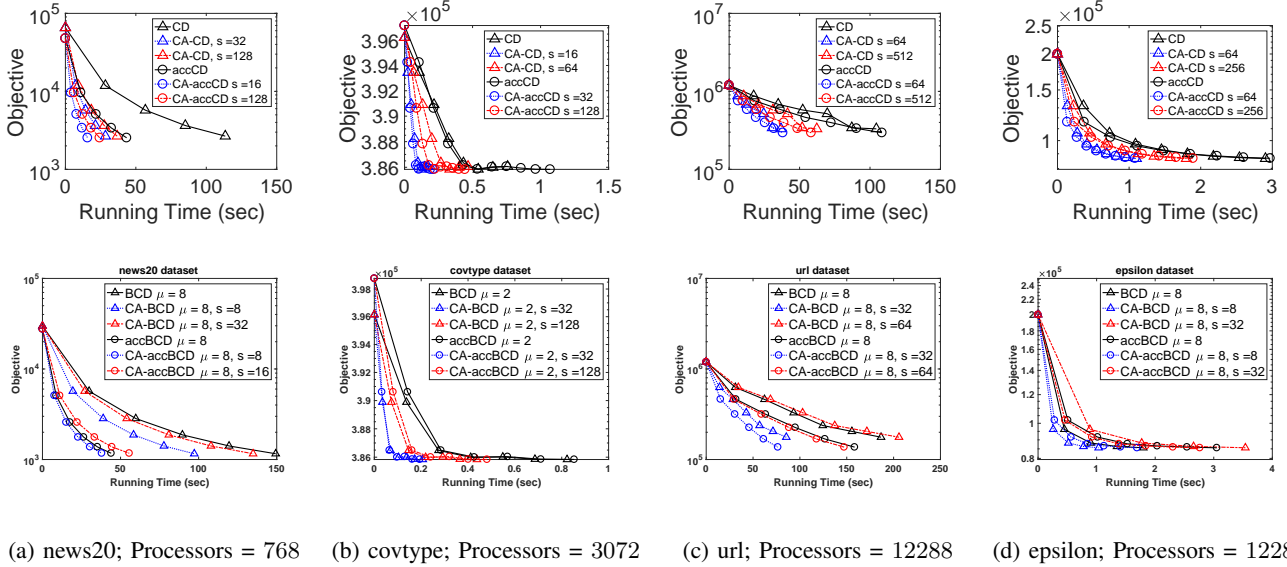 10^5
10^4
10^3
Objective
CD
CA-CD, s =32
CA-CD, s =128
accCD
CA-accCD s =16
CA-accCD s =128
0 50 100 150
Running Time (sec)
×10^5
3.96
3.94
3.92
3.9
3.88
3.86
Objective
CD
CA-CD, s =16
CA-CD, s =64
accCD
CA-accCD s =32
CA-accCD s =128
0 0.5 1 1.5
Running Time (sec)
10^7
10^6
10^5
Objective
CD
CA-CD s =64
CA-CD s =512
accCD
CA-accCD s =64
CA-accCD s =512
0 50 100 150
Running Time (sec)
×10^5
2.5
2
1.5
1
Objective
CD
CA-CD s =64
CA-CD s =256
accCD
CA-accCD s =64
CA-accCD s =256
0 1 2 3
Running Time (sec)
news20 dataset
10^5
10^4
10^3
Objective
BCD μ = 8
CA-BCD μ = 8, s=8
CA-BCD μ = 8, s=32
accBCD μ = 8
CA-accBCD μ = 8, s=8
CA-accBCD μ = 8, s=16
0 50 100 150
Running Time (sec)
covtype dataset
×10^5
3.98
3.96
3.94
3.92
3.9
3.88
3.86
Objective
BCD μ = 2
CA-BCD μ = 2, s=32
CA-BCD μ = 2, s=128
accBCD μ = 2
CA-accBCD μ = 2, s=32
CA-accBCD μ = 2, s=128
0 0.2 0.4 0.6 0.8 1
Running Time (sec)
url dataset
10^7
10^6
10^5
Objective
BCD μ = 8
CA-BCD μ = 8, s=32
CA-BCD μ = 8, s=64
accBCD μ = 8
CA-accBCD μ = 8, s=32
CA-accBCD μ = 8, s=64
0 50 100 150 200 250
Running Time (sec)
epsilon dataset
×10^5
2.4
2.2
2
1.8
1.6
1.4
1.2
1
0.8
Objective
BCD μ = 8
CA-BCD μ = 8, s=8
CA-BCD μ = 8, s=32
accBCD μ = 8
CA-accBCD μ = 8, s=8
CA-accBCD μ = 8, s=32
0 1 2 3 4
Running Time (sec)
(a) news20; Processors = 768
(b) covtype; Processors = 3072
(c) url; Processors = 12288
(d) epsilon; Processors = 1228